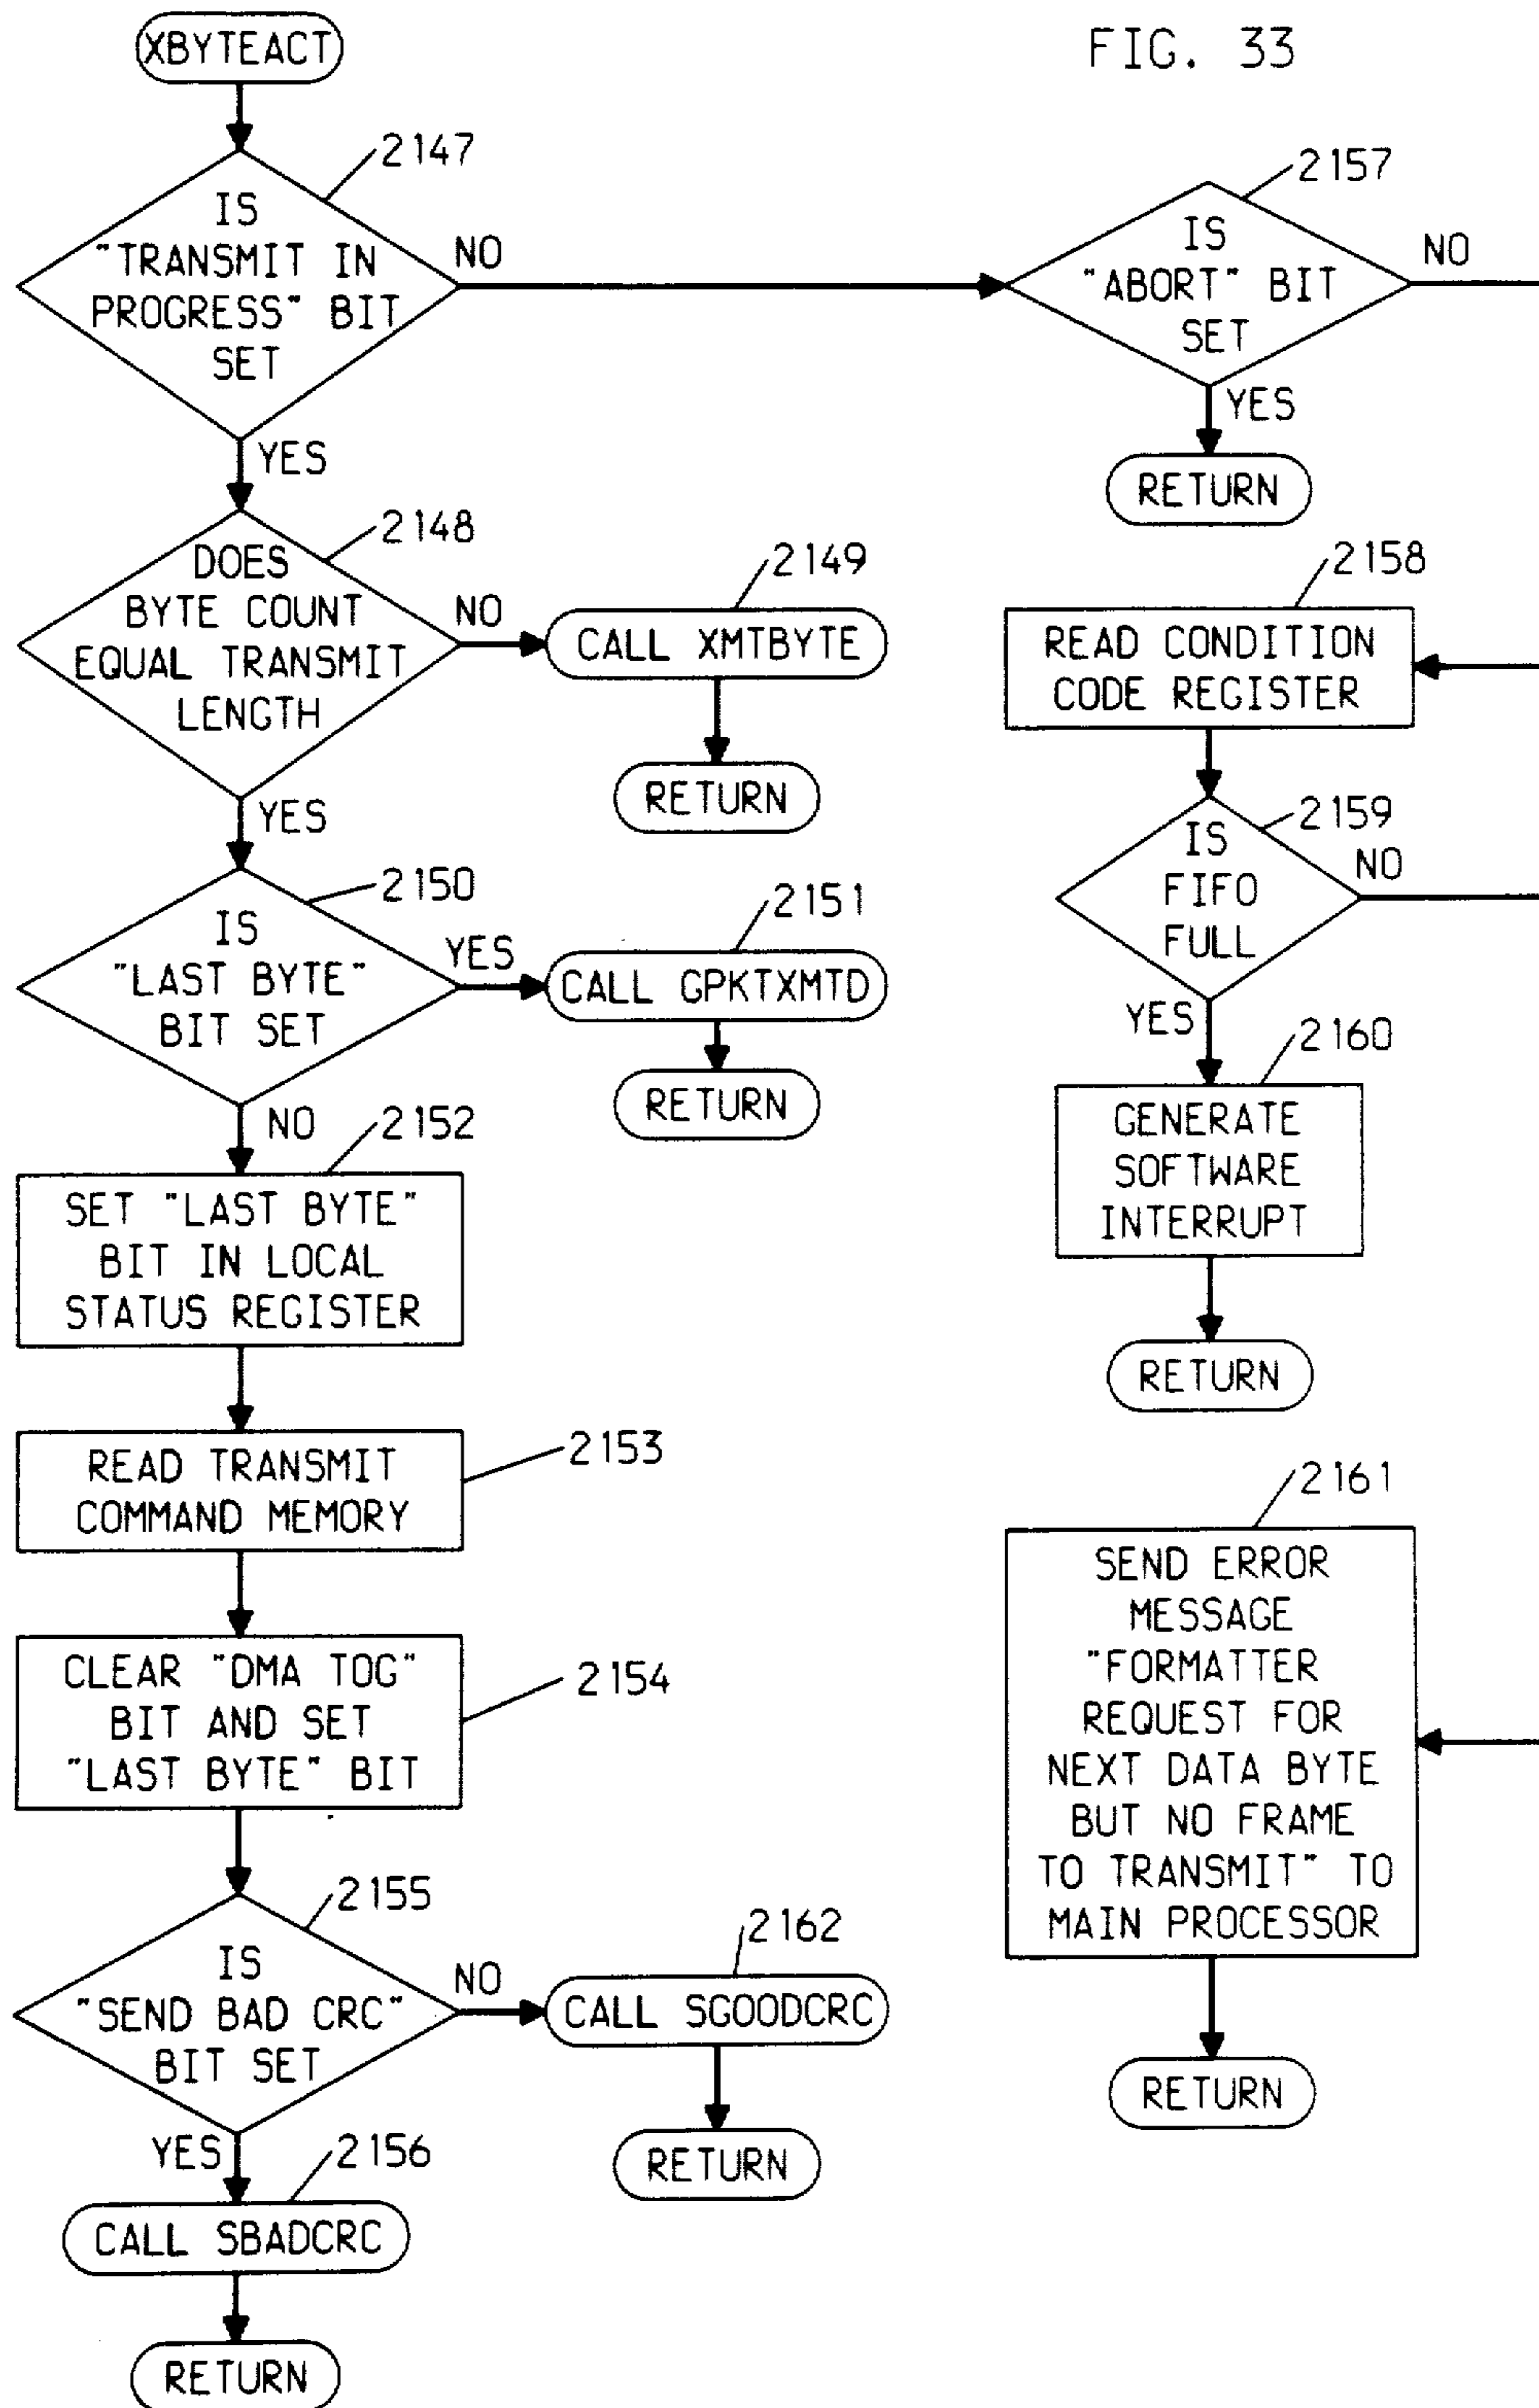 XBYTEACT
FIG. 33
2147
IS
"TRANSMIT IN
PROGRESS" BIT
SET
NO
YES
2157
IS
"ABORT" BIT
SET
NO
YES
RETURN
2148
DOES
BYTE COUNT
EQUAL TRANSMIT
LENGTH
NO
YES
2149
CALL XMTBYTE
RETURN
2158
READ CONDITION
CODE REGISTER
2150
IS
"LAST BYTE"
BIT SET
YES
NO
2151
CALL GPKTXMTD
RETURN
2159
IS
FIFO
FULL
NO
YES
2160
GENERATE
SOFTWARE
INTERRUPT
RETURN
2152
SET "LAST BYTE"
BIT IN LOCAL
STATUS REGISTER
2153
READ TRANSMIT
COMMAND MEMORY
2154
CLEAR "DMA TOG"
BIT AND SET
"LAST BYTE" BIT
2161
SEND ERROR
MESSAGE
"FORMATTER
REQUEST FOR
NEXT DATA BYTE
BUT NO FRAME
TO TRANSMIT" TO
MAIN PROCESSOR
RETURN
2155
IS
"SEND BAD CRC"
BIT SET
NO
YES
2162
CALL SGOODCRC
RETURN
2156
CALL SBADCRC
RETURN